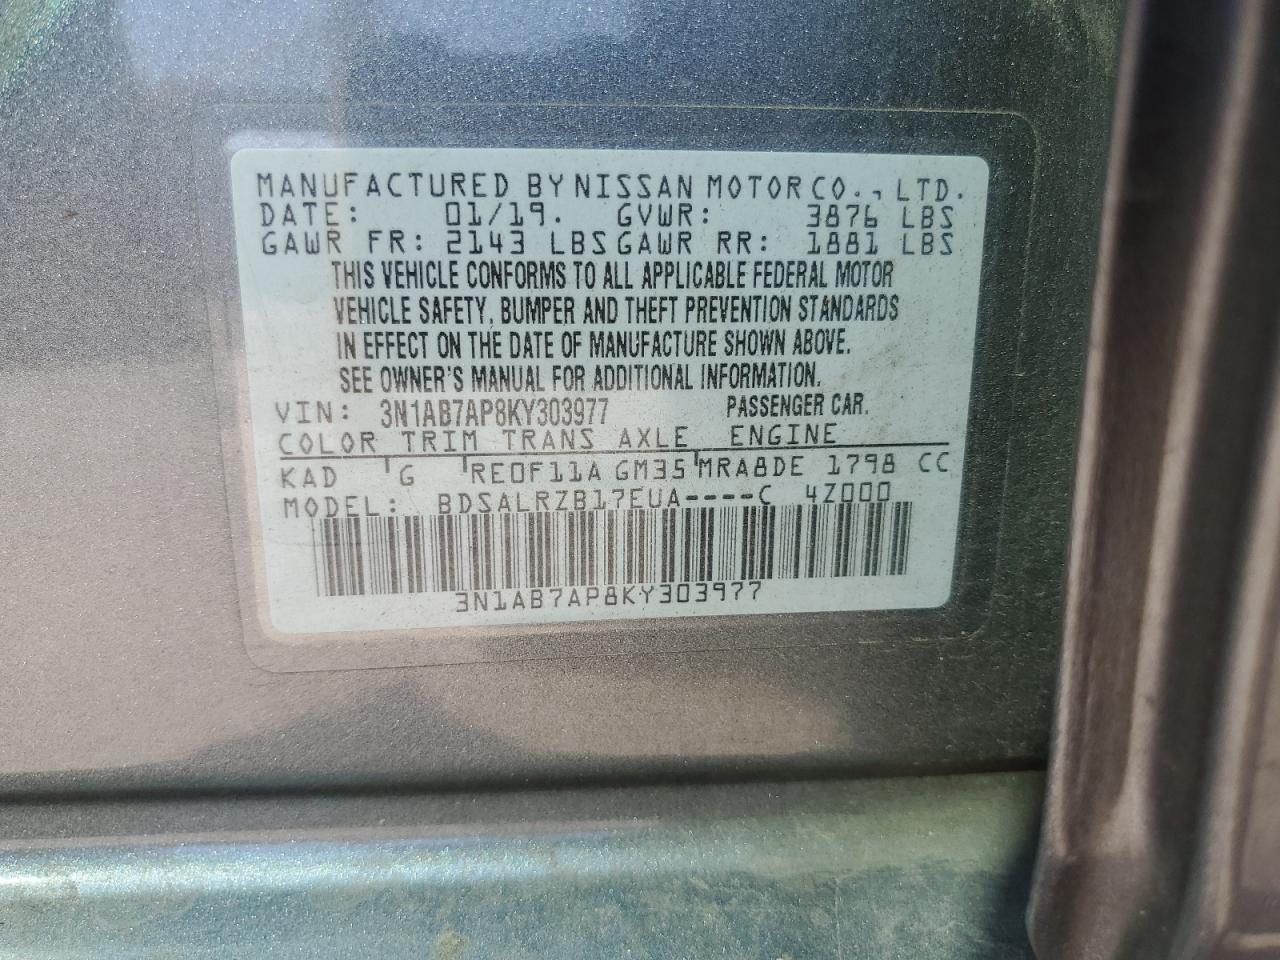 MANUFACTURED BY NISSAN MOTOR CO., LTD.
DATE: 01/19. GVWR: 3876 LBS
GAWR FR: 2143 LBS GAWR RR: 1881 LBS
THIS VEHICLE CONFORMS TO ALL APPLICABLE FEDERAL MOTOR
VEHICLE SAFETY, BUMPER AND THEFT PREVENTION STANDARDS
IN EFFECT ON THE DATE OF MANUFACTURE SHOWN ABOVE.
SEE OWNER'S MANUAL FOR ADDITIONAL INFORMATION.
VIN: 3N1AB7AP8KY303977 PASSENGER CAR.
COLOR TRIM TRANS AXLE ENGINE
KAD G RE0F11A GM35 MRA8DE 1798 CC
MODEL: BDSALRZB17EUA----C 4Z000
3N1AB7AP8KY303977